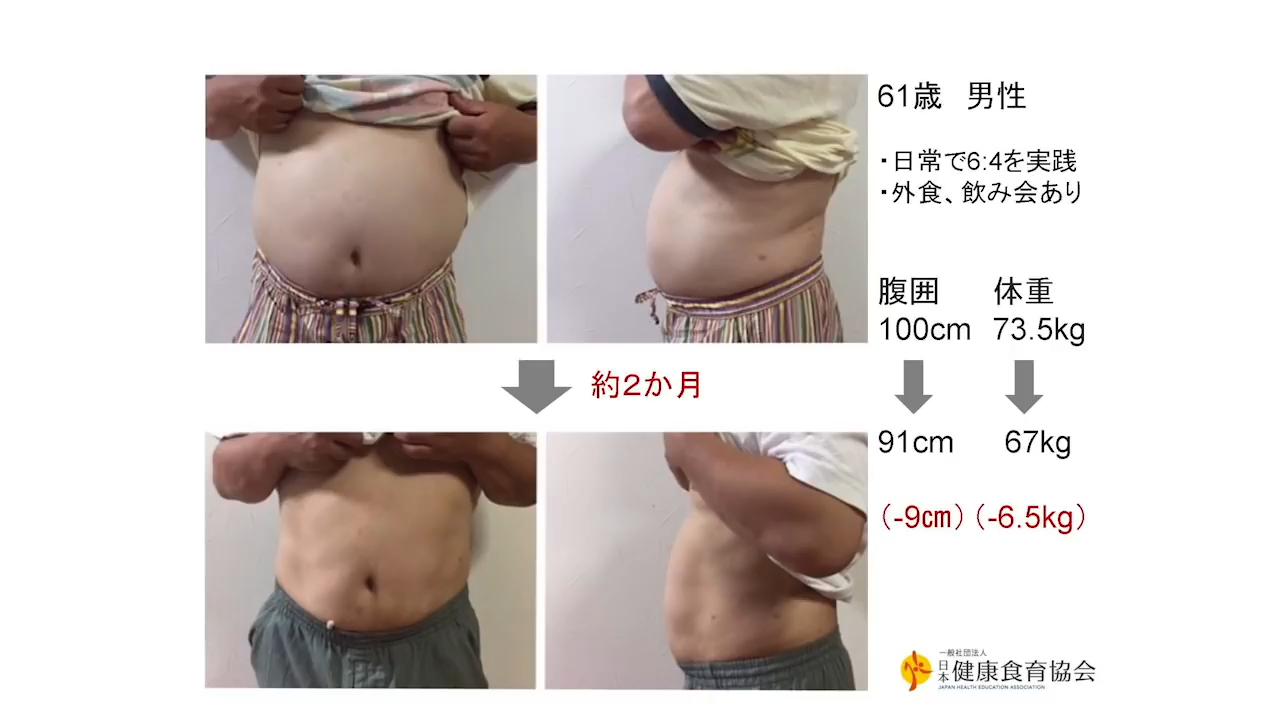 61歳 男性
・日常で6:4を実践
・外食、飲み会あり
腹囲 体重
100cm 73.5kg
約2か月
91cm 67kg
(-9㎝) (-6.5kg)
一般社団法人
日本健康食育協会
JAPAN HEALTH EDUCATION ASSOCIATION